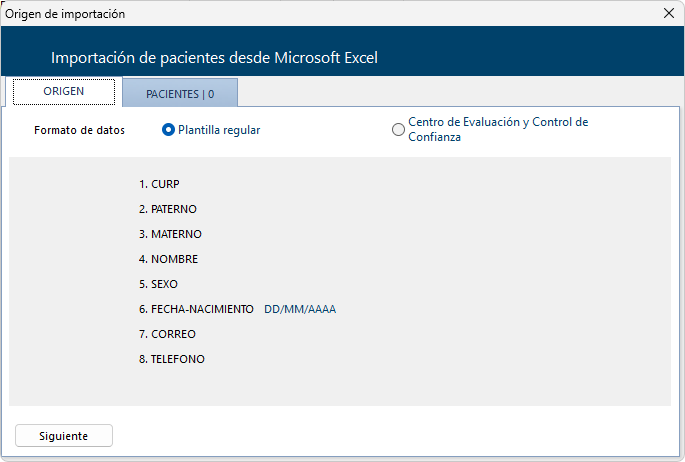 Origen de importación
Importación de pacientes desde Microsoft Excel
ORIGEN
PACIENTES | 0
Formato de datos
Plantilla regular
Centro de Evaluación y Control de
Confianza
1. CURP
2. PATERNO
3. MATERNO
4. NOMBRE
5. SEXO
6. FECHA-NACIMIENTO DD/MM/AAAA
7. CORREO
8. TELEFONO
Siguiente